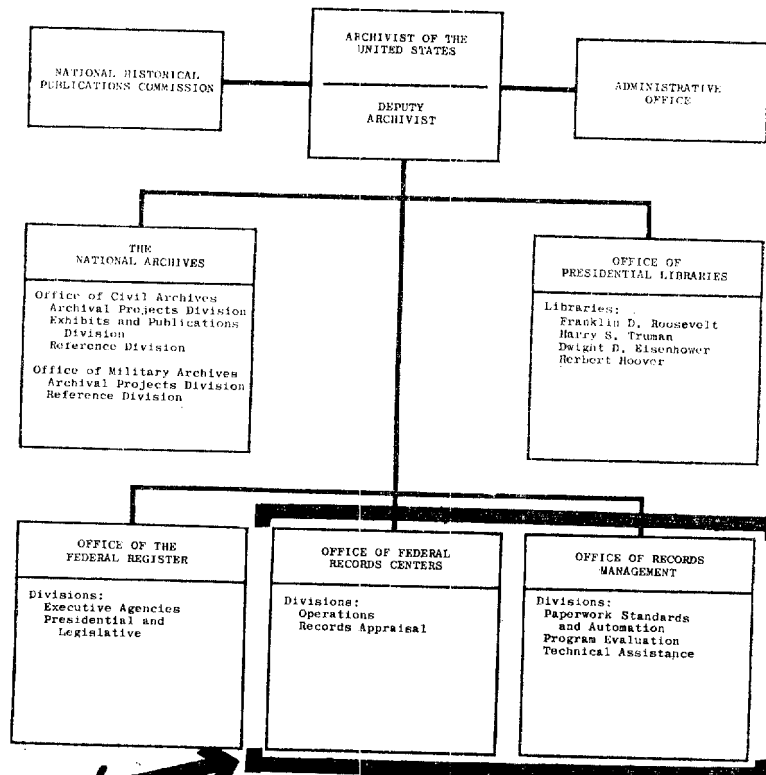 ARCHIVIST OF THE
UNITED STATES
DEPUTY
ARCHIVIST
NATIONAL HISTORICAL
PUBLICATIONS COMMISSION
ADMINISTRATIVE
OFFICE
THE
NATIONAL ARCHIVES
Office of Civil Archives
Archival Projects Division
Exhibits and Publications
Division
Reference Division
Office of Military Archives
Archival Projects Division
Reference Division
OFFICE OF
PRESIDENTIAL LIBRARIES
Libraries:
Franklin D. Roosevelt
Harry S. Truman
Dwight D. Eisenhower
Herbert Hoover
OFFICE OF THE
FEDERAL REGISTER
Divisions:
Executive Agencies
Presidential and
Legislative
OFFICE OF FEDERAL
RECORDS CENTERS
Divisions:
Operations
Records Appraisal
OFFICE OF RECORDS
MANAGEMENT
Divisions:
Paperwork Standards
and Automation
Program Evaluation
Technical Assistance